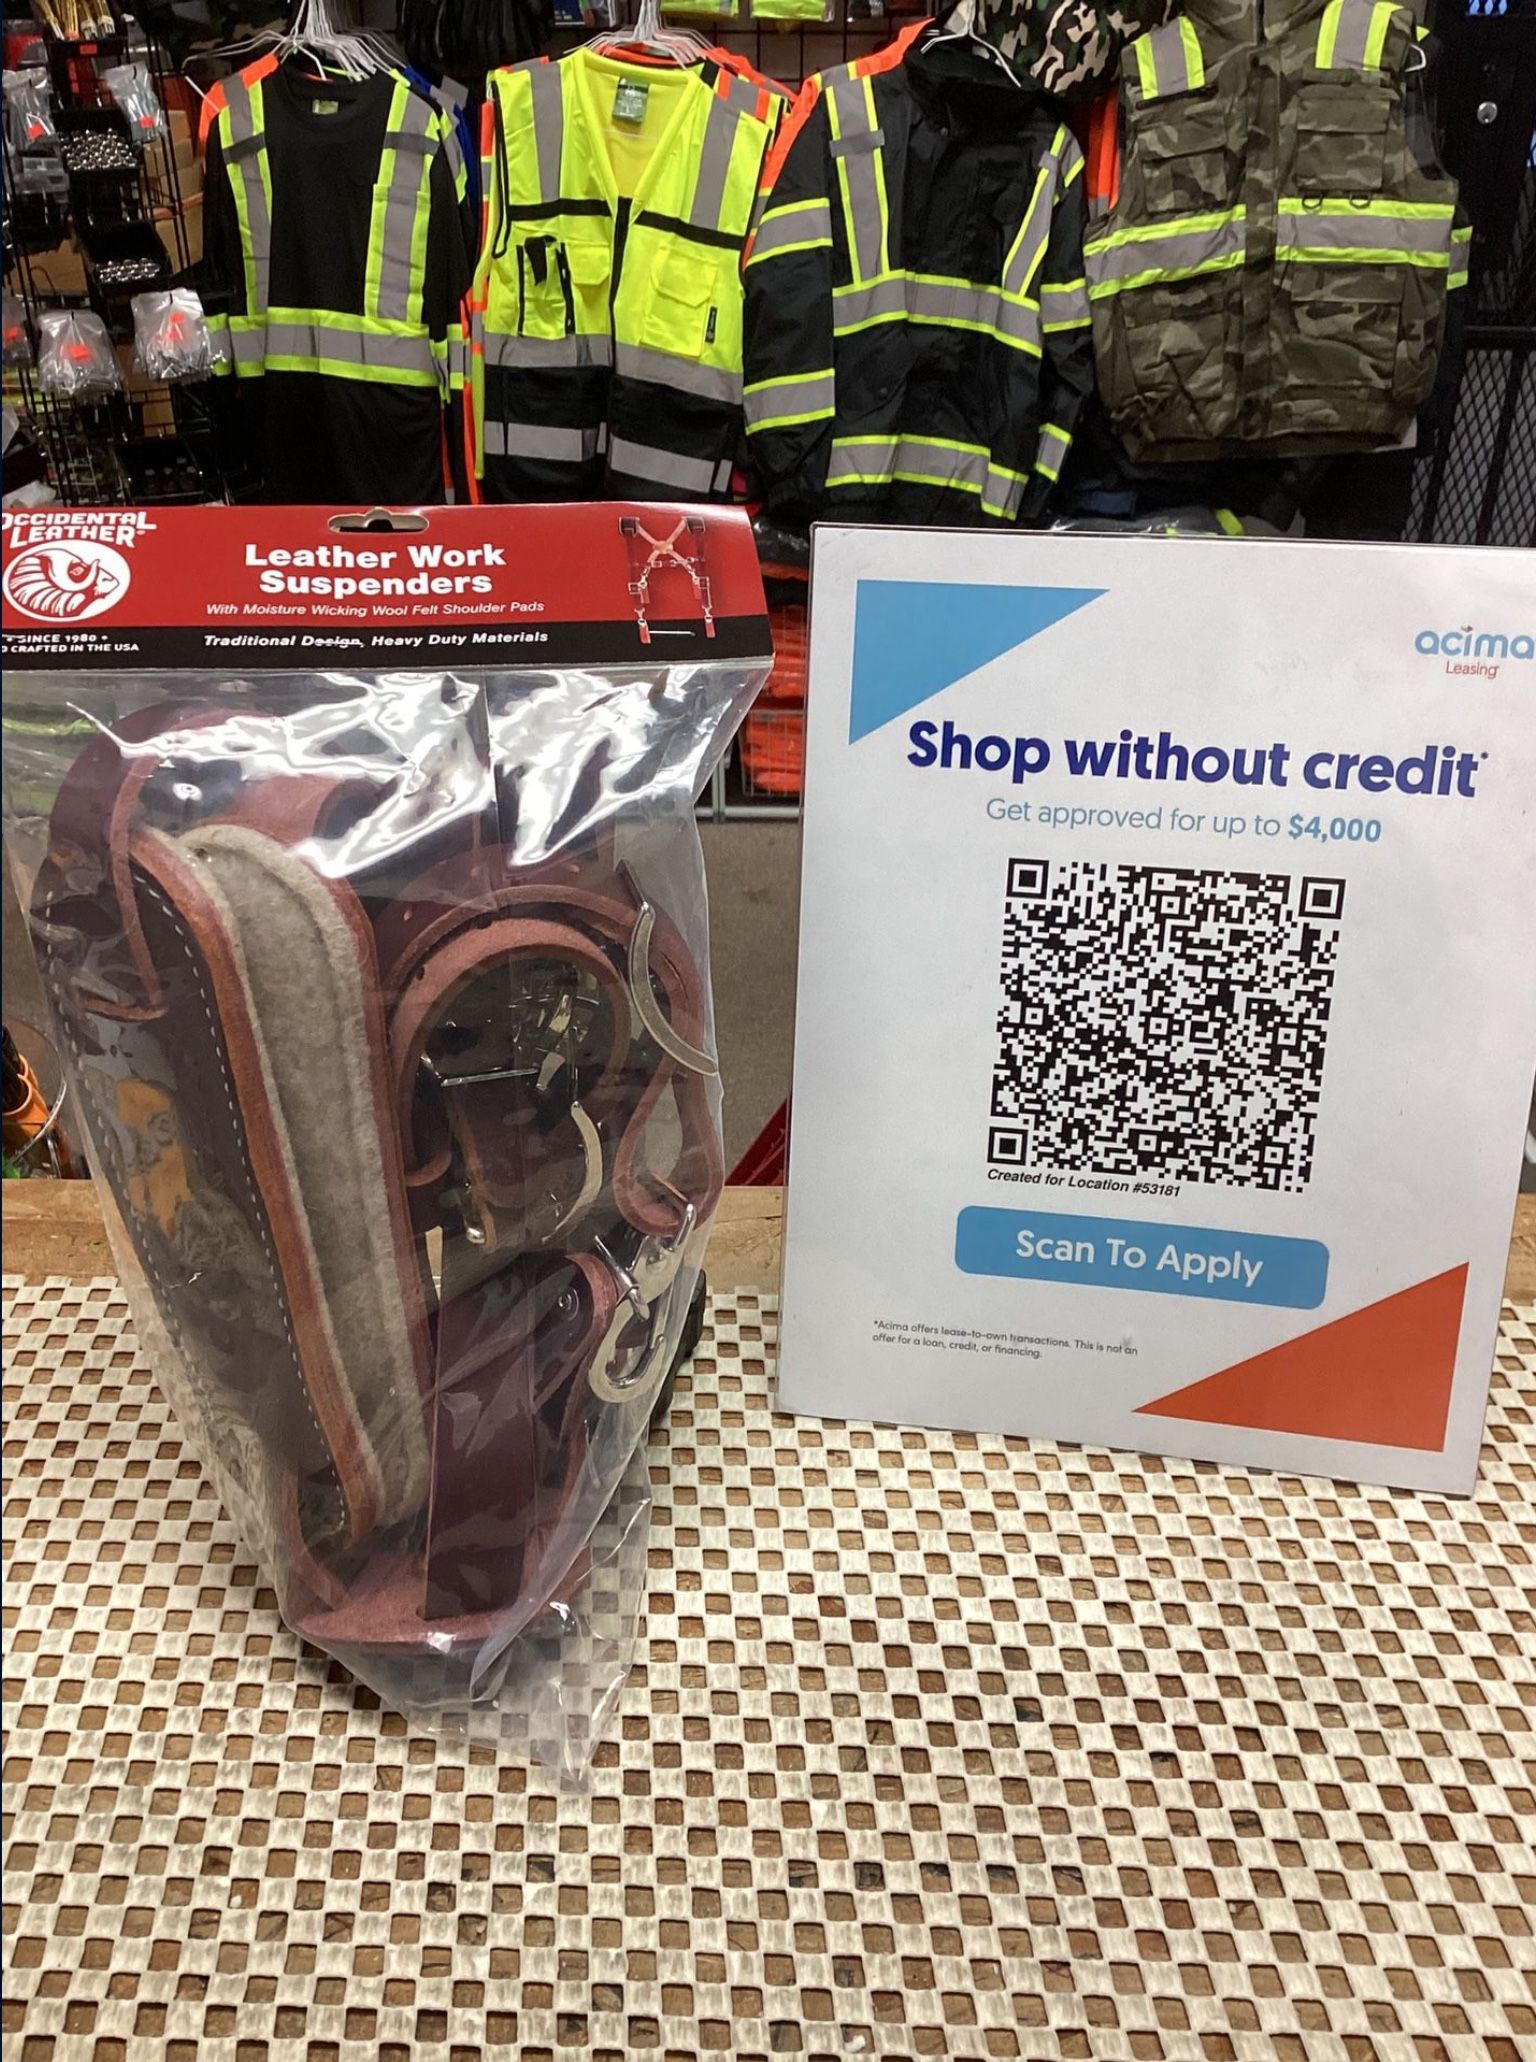 OCCIDENTAL
LEATHER®
Leather Work
Suspenders
With Moisture Wicking Wool Felt Shoulder Pads
• SINCE 1980 •
CRAFTED IN THE USA
Traditional Design, Heavy Duty Materials
acima
Leasing
Shop without credit*
Get approved for up to $4,000
Created for Location #53181
Scan To Apply
*Acima offers lease-to-own transactions. This is not an
offer for a loan, credit, or financing.